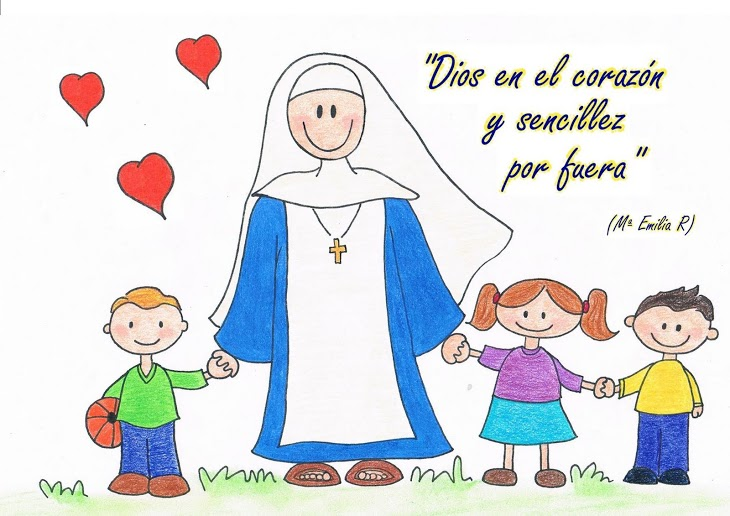 "Dios en el corazón
y sencillez
por fuera"
(Mª Emilia R)